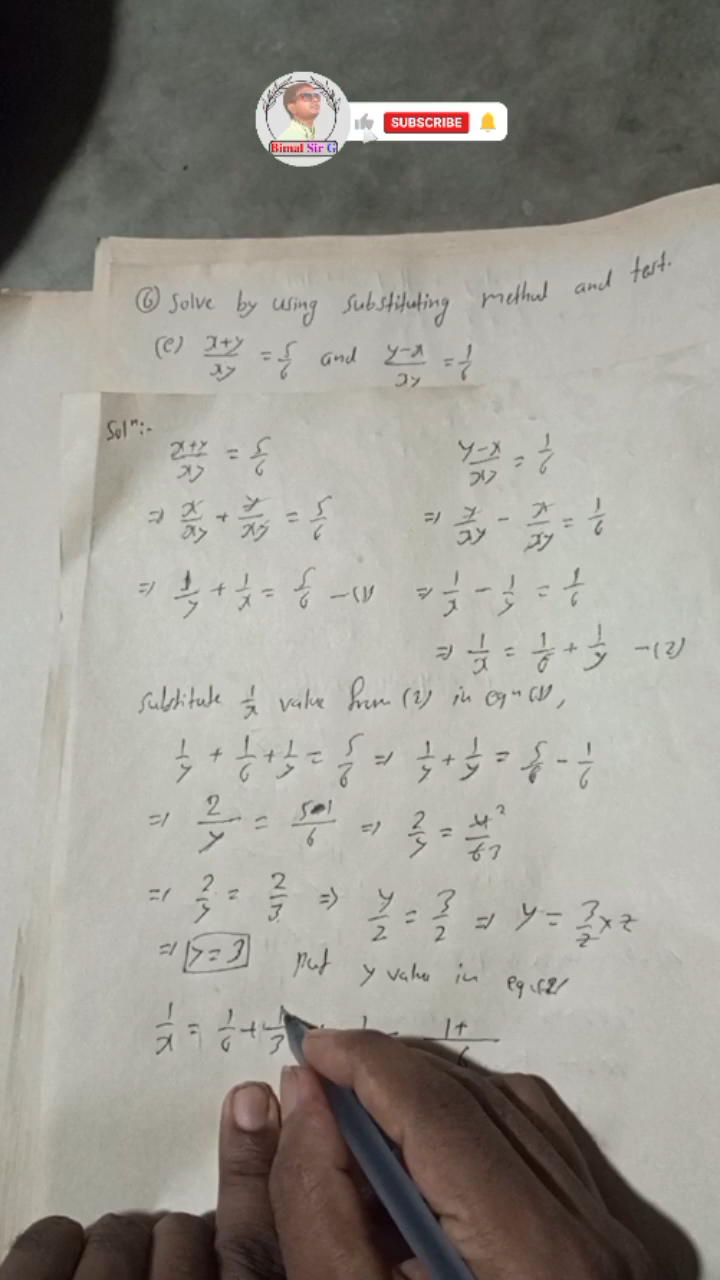 Bimal Sir G
SUBSCRIBE
⑥ Solve by using substituting method and test.
(e) x+y/xy = 5/6 and y-x/xy = 1/6
Solⁿ:-
x+y/xy = 5/6
y-x/xy = 1/6
⇒ x/xy + y/xy = 5/6
⇒ y/xy - x/xy = 1/6
⇒ 1/y + 1/x = 5/6 -(1)
⇒ 1/x - 1/y = 1/6
⇒ 1/x = 1/6 + 1/y -(2)
substitute 1/x value from (2) in eqn (1),
1/y + 1/6 + 1/y = 5/6 ⇒ 1/y + 1/y = 5/6 - 1/6
⇒ 2/y = 5-1/6 ⇒ 2/y = 4²/63
⇒ 2/y = 2/3 ⇒ y/2 = 3/2 ⇒ y = 3/2 × 2
⇒ y = 3 Put y value in eqn (2)
1/x = 1/6 + 1/3 1+ 6